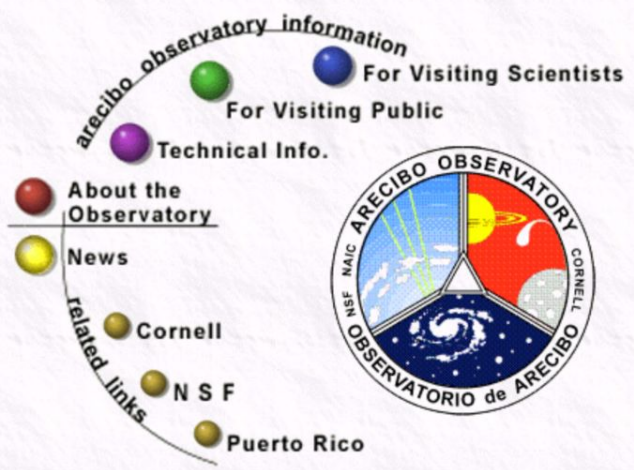 arecibo observatory information
For Visiting Scientists
For Visiting Public
Technical Info.
About the
Observatory
News
related links
Cornell
N S F
Puerto Rico
ARECIBO OBSERVATORY
NSF NAIC
CORNELL
OBSERVATORIO de ARECIBO